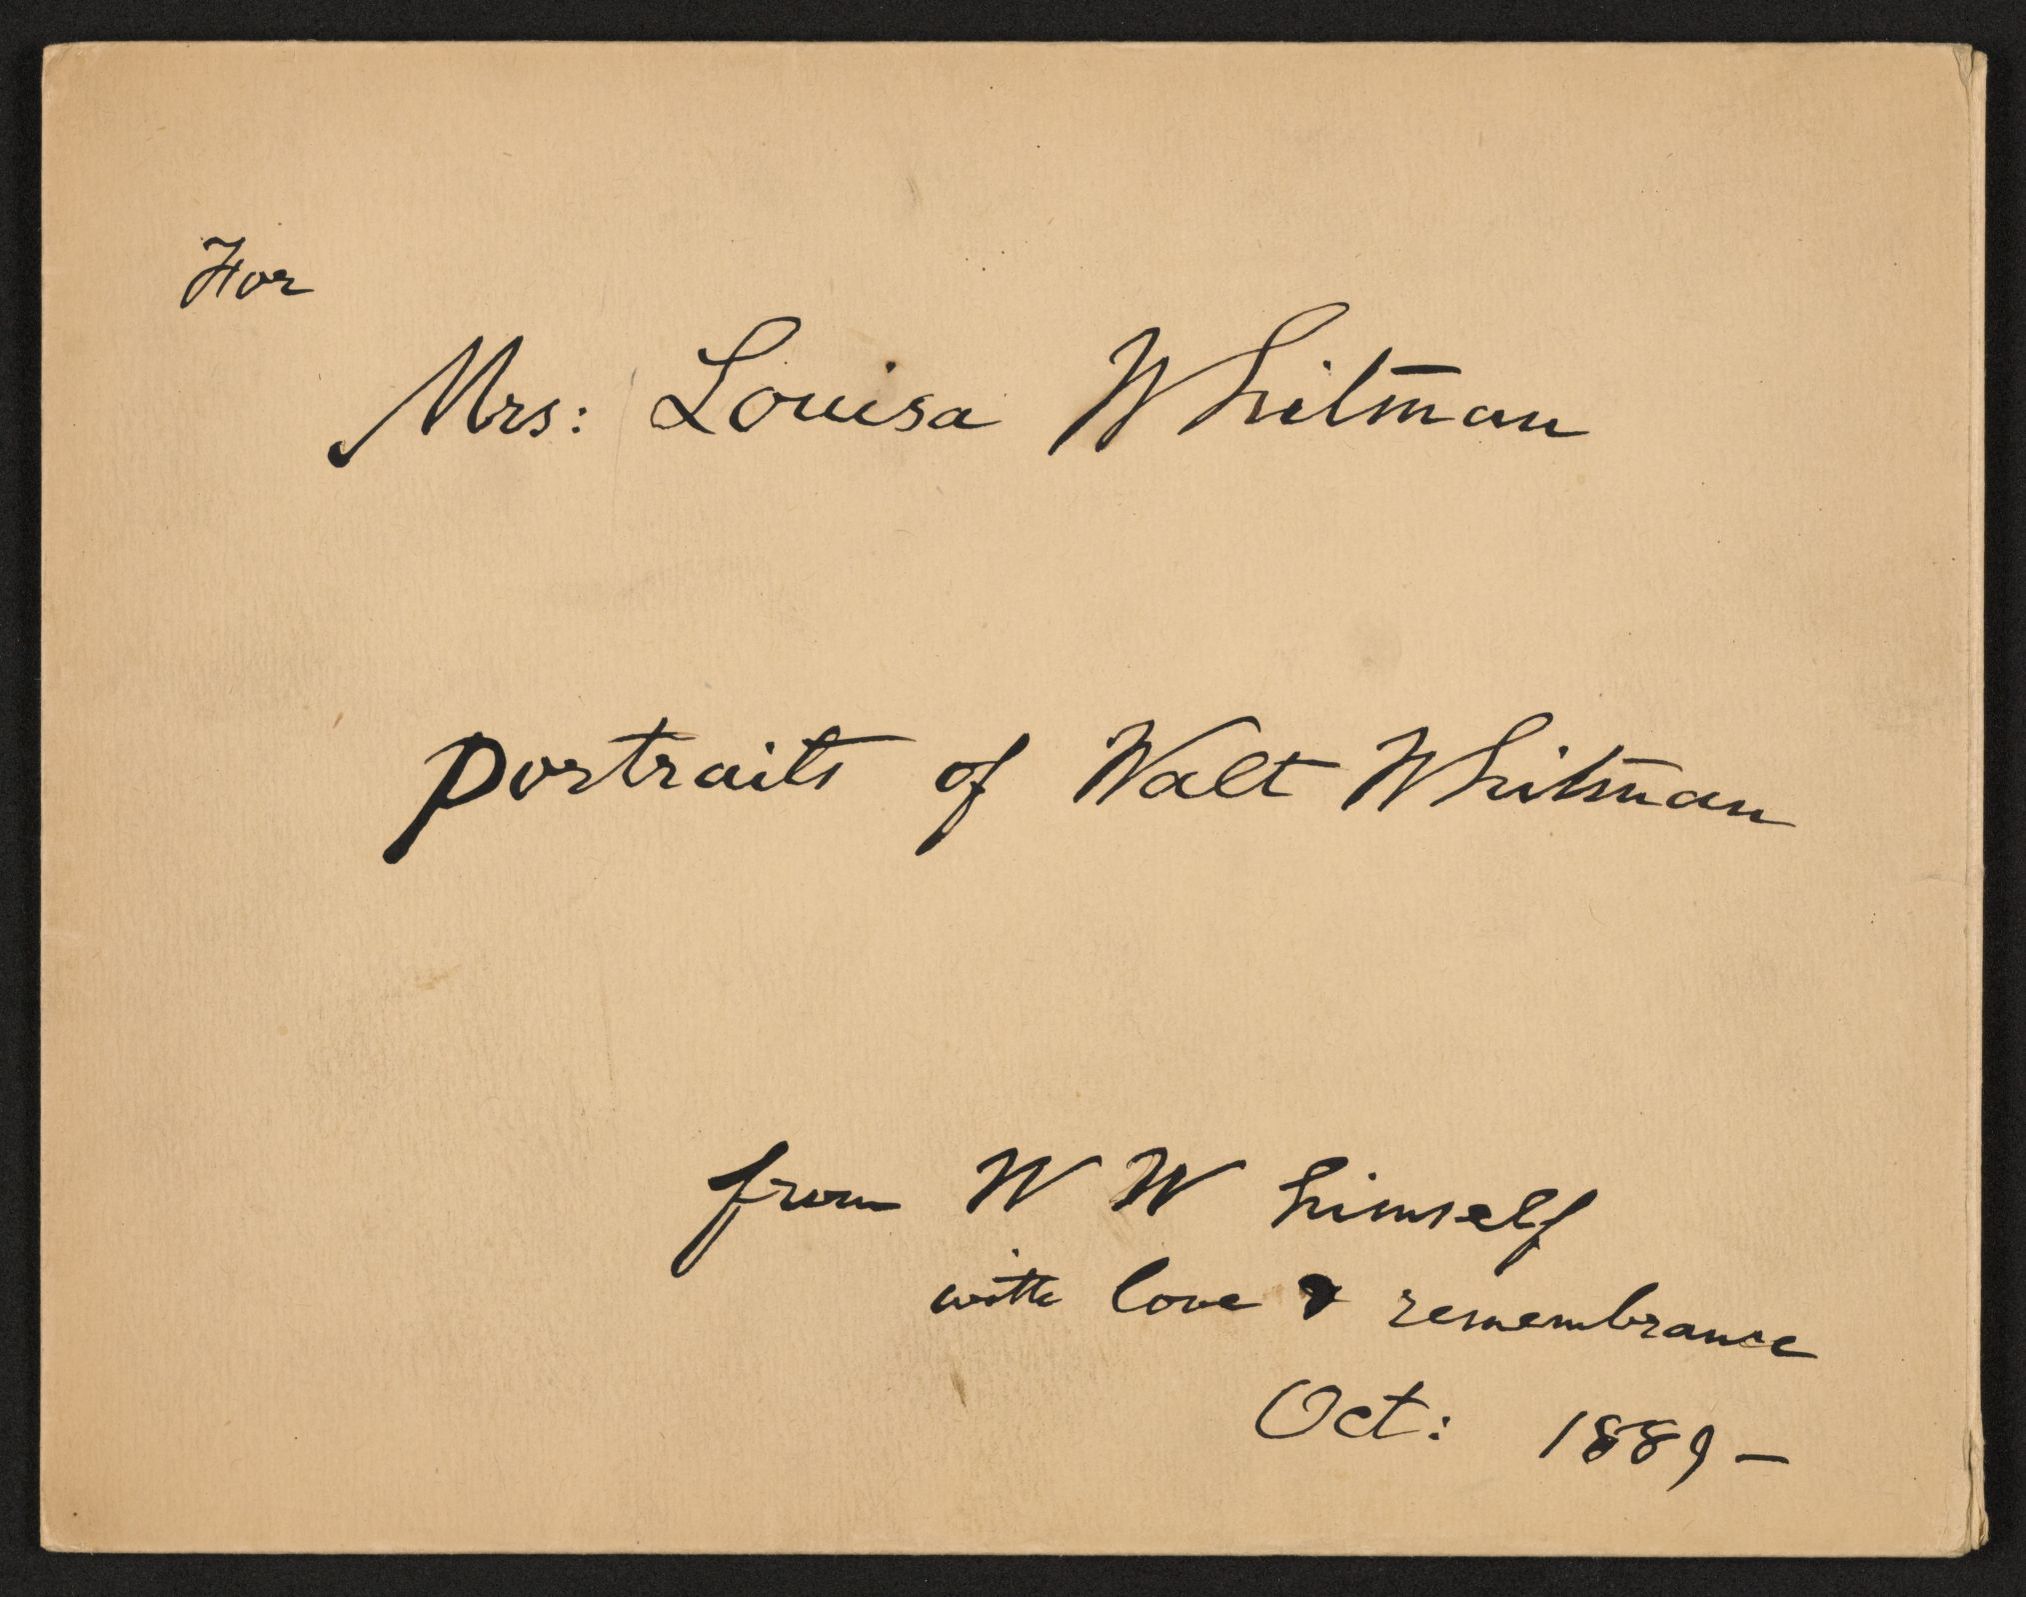 For
Mrs: Louisa Whitman
portraits of Walt Whitman
from W W himself
with love & remembrance
Oct: 1889 –